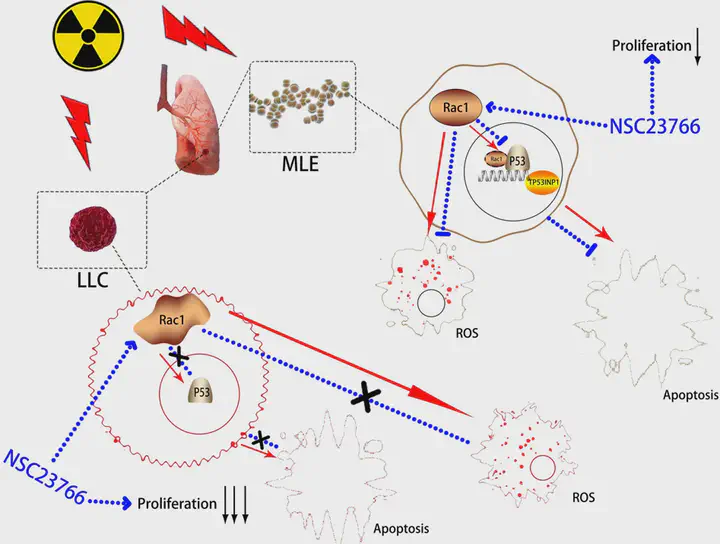 Proliferation
NSC23766
Rac1
Rac1
P53
TP53INP1
MLE
LLC
ROS
Apoptosis
Rac1
P53
NSC23766
Proliferation
Apoptosis
ROS